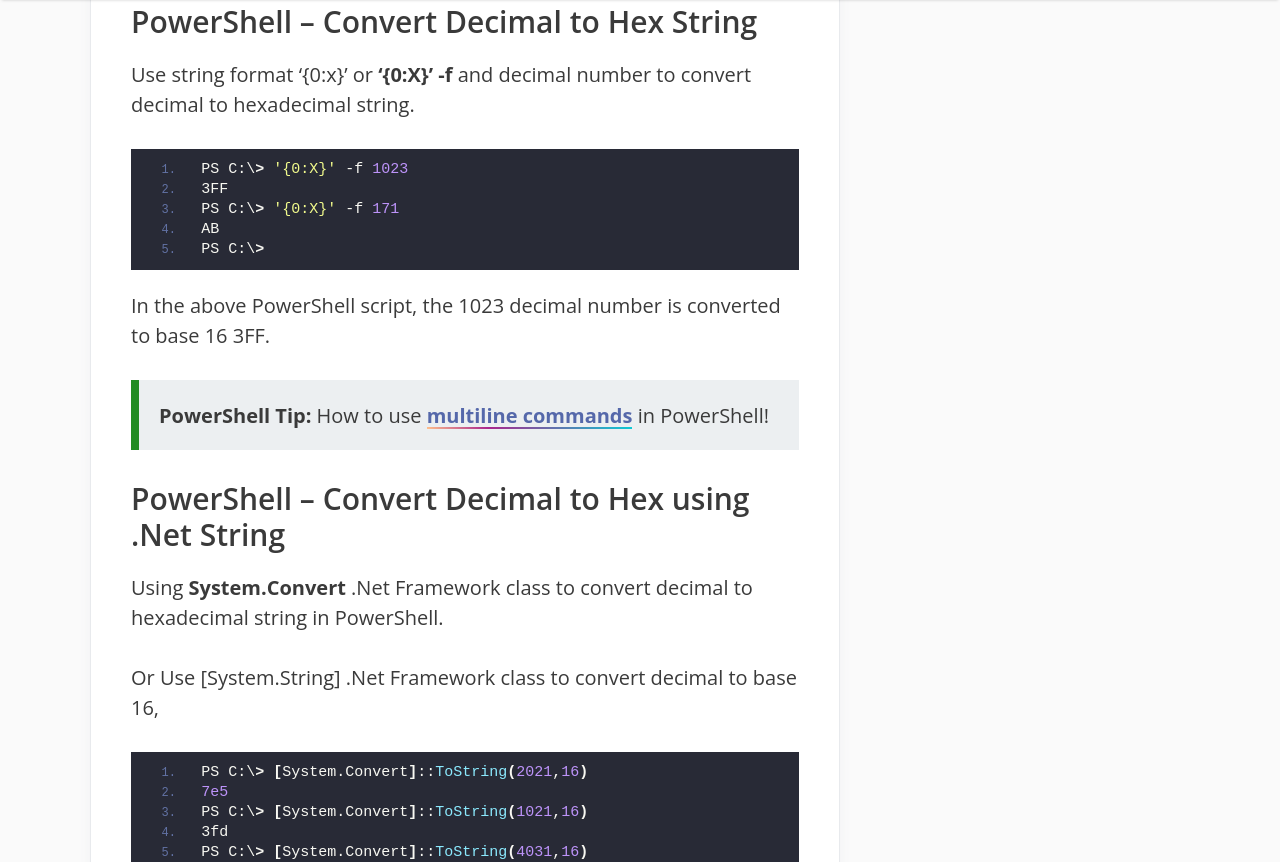 PowerShell – Convert Decimal to Hex String
Use string format ‘{0:x}’ or ‘{0:X}’ -f and decimal number to convert
decimal to hexadecimal string.
1. PS C:\> '{0:X}' -f 1023
2. 3FF
3. PS C:\> '{0:X}' -f 171
4. AB
5. PS C:\>
In the above PowerShell script, the 1023 decimal number is converted
to base 16 3FF.
PowerShell Tip: How to use multiline commands in PowerShell!
PowerShell – Convert Decimal to Hex using
.Net String
Using System.Convert .Net Framework class to convert decimal to
hexadecimal string in PowerShell.
Or Use [System.String] .Net Framework class to convert decimal to base
16,
1. PS C:\> [System.Convert]::ToString(2021,16)
2. 7e5
3. PS C:\> [System.Convert]::ToString(1021,16)
4. 3fd
5. PS C:\> [System.Convert]::ToString(4031,16)